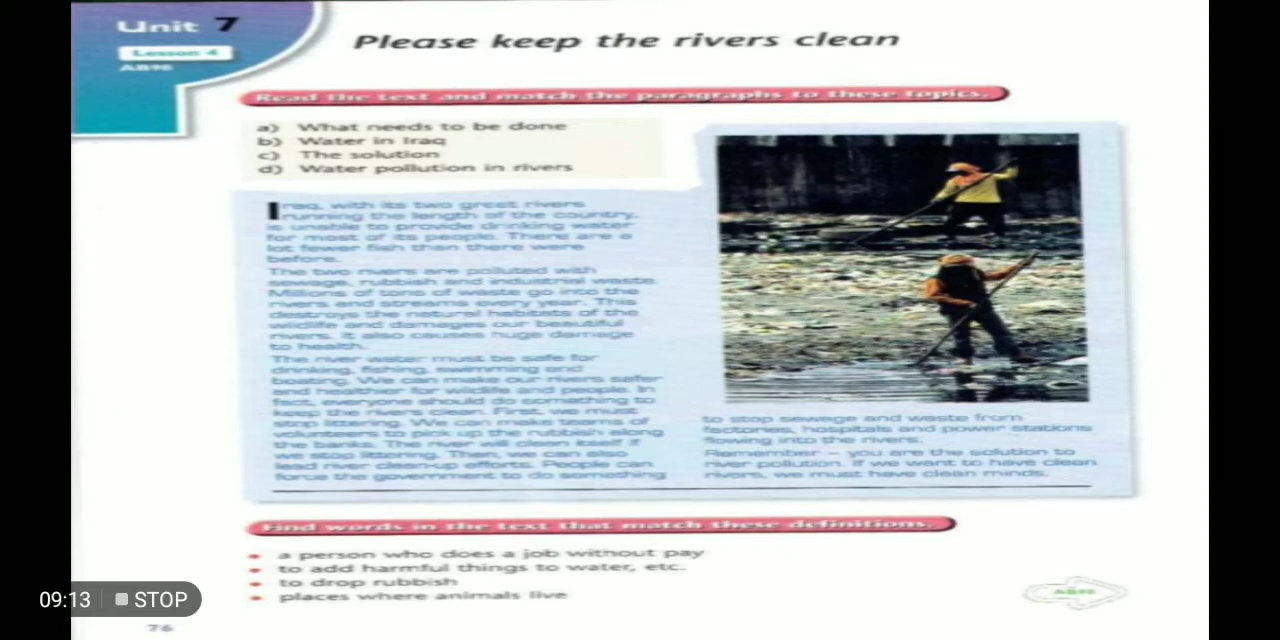 Unit 7
Lesson 4
AB90
Please keep the rivers clean
Read the text and match the paragraphs to these topics.
a) What needs to be done
b) Water in Iraq
c) The solution
d) Water pollution in rivers
Iraq, with its two great rivers
running the length of the country,
is unable to provide drinking water
for most of its people. There are a
lot fewer fish than there were
before.
The two rivers are polluted with
sewage, rubbish and industrial waste.
Millions of tons of waste go into the
rivers and streams every year. This
destroys the natural habitats of the
wildlife and damages our beautiful
rivers. It also causes huge damage
to health.
The river water must be safe for
drinking, fishing, swimming and
boating. We can make our rivers safer
and healthier for wildlife and people. In
fact, everyone should do something to
keep the rivers clean. First, we must
stop littering. We can make teams of
volunteers to pick up the rubbish along
the banks. The river will clean itself if
we stop littering. Then, we can also
lead river clean-up efforts. People can
force the government to do something
to stop sewage and waste from
factories, hospitals and power stations
flowing into the rivers.
Remember – you are the solution to
river pollution. If we want to have clean
rivers, we must have clean minds.
Find words in the text that match these definitions.
• a person who does a job without pay
• to add harmful things to water, etc.
• to drop rubbish
• places where animals live
AB90
09:13 STOP
76